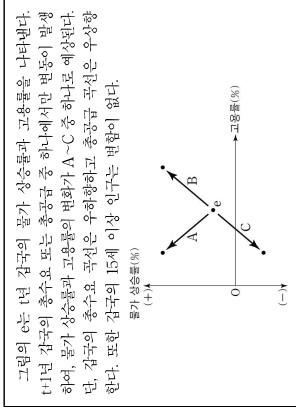 그림의 e는 t년 갑국의 물가 상승률과 고용률을 나타낸다.
t+1년 갑국의 총수요 또는 총공급 중 하나에서만 변동이 발생
하여, 물가 상승률과 고용률의 변화가 A~C 중 하나로 예상된다.
단, 갑국의 총수요 곡선은 우하향하고 총공급 곡선은 우상향
한다. 또한 갑국의 15세 이상 인구는 변함이 없다.
물가 상승률(%)
(+)
A
B
e
C
O
고용률(%)
(-)